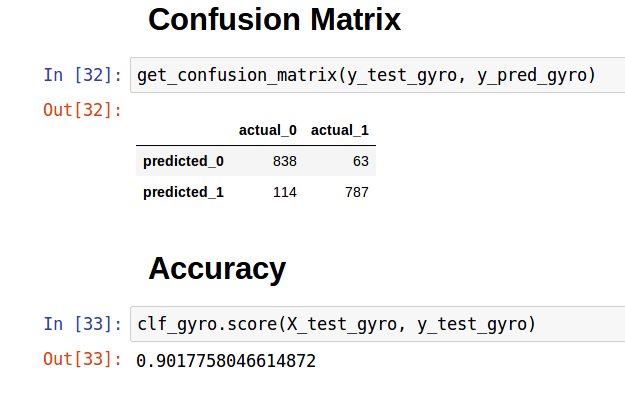 Confusion Matrix
In [32]: get_confusion_matrix(y_test_gyro, y_pred_gyro)
Out[32]:
actual_0 actual_1
predicted_0 838 63
predicted_1 114 787
Accuracy
In [33]: clf_gyro.score(X_test_gyro, y_test_gyro)
Out[33]: 0.9017758046614872